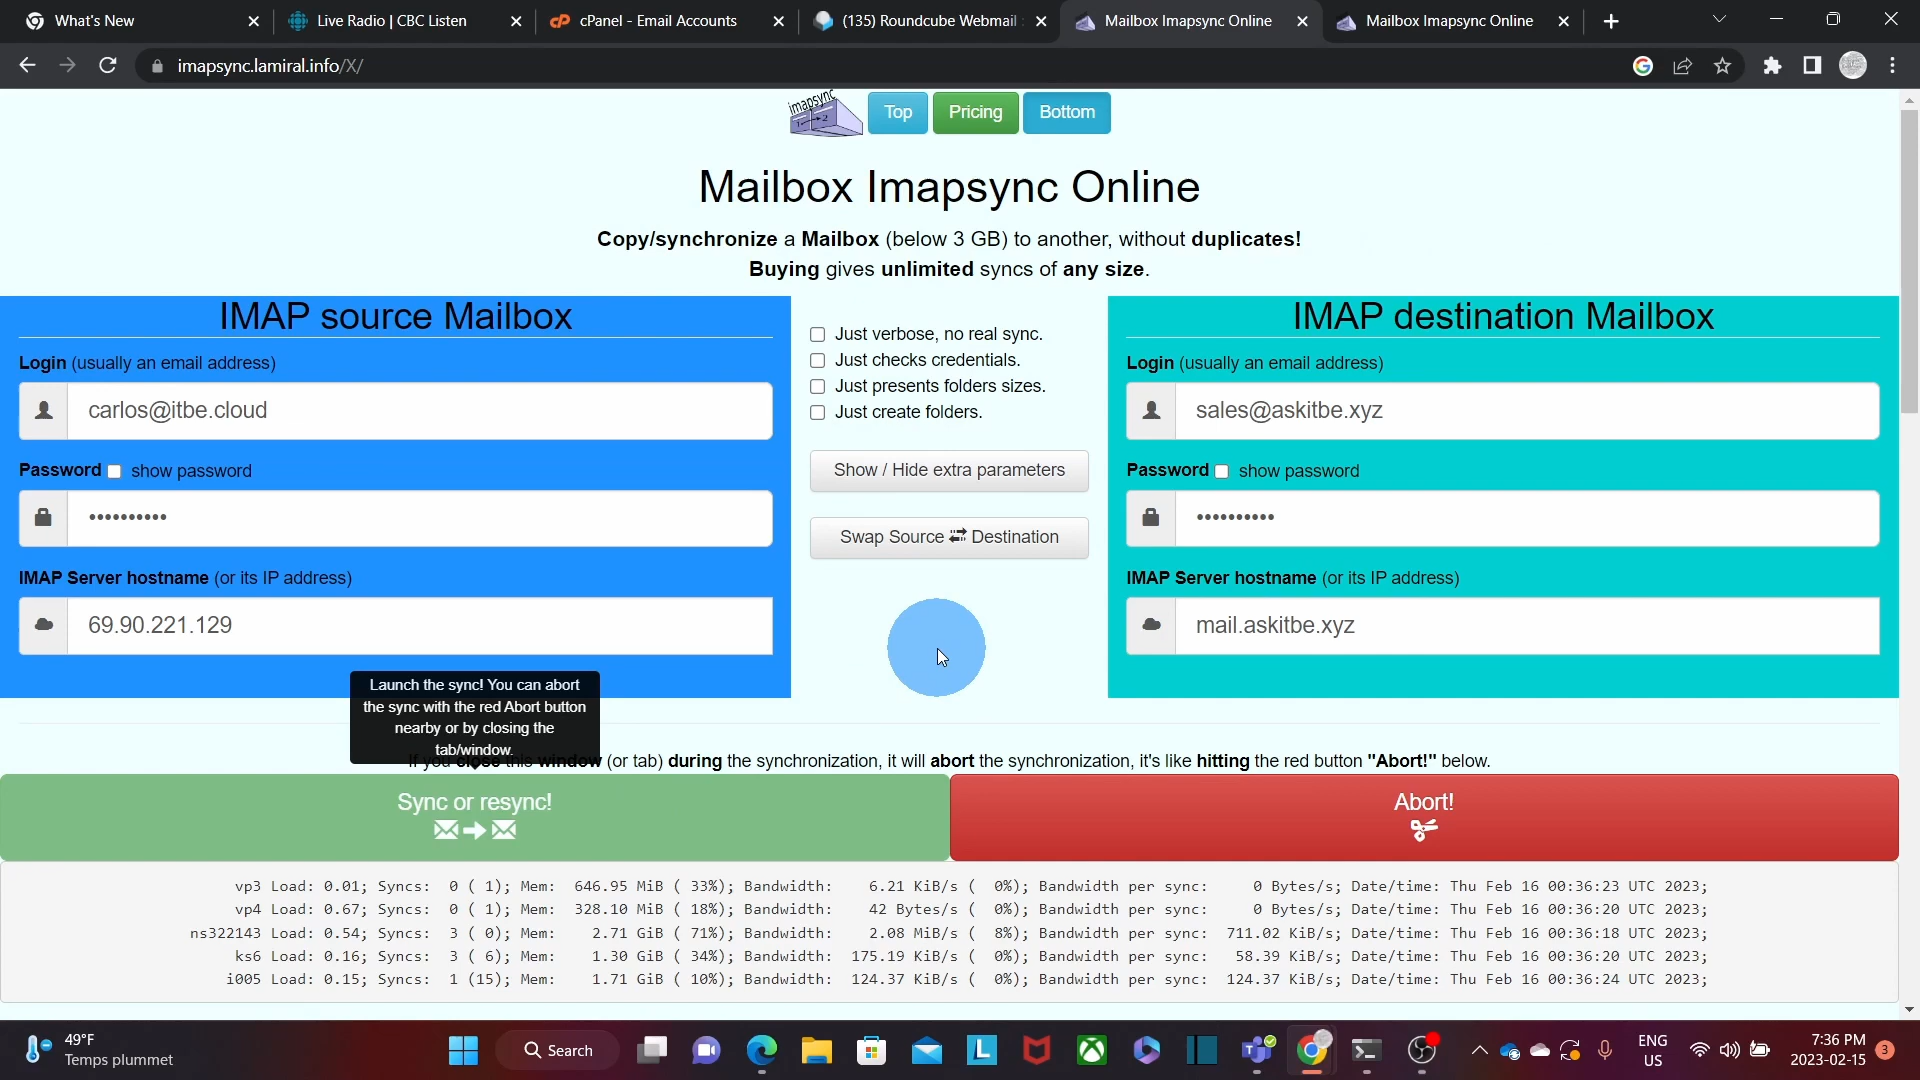 What's New
Live Radio | CBC Listen
cPanel - Email Accounts
(135) Roundcube Webmail
Mailbox Imapsync Online
Mailbox Imapsync Online
imapsync.lamiral.info/X/
imapsync
Top
Pricing
Bottom
Mailbox Imapsync Online
Copy/synchronize a Mailbox (below 3 GB) to another, without duplicates!
Buying gives unlimited syncs of any size.
IMAP source Mailbox
Login (usually an email address)
carlos@itbe.cloud
Password show password
••••••••••
IMAP Server hostname (or its IP address)
69.90.221.129
Just verbose, no real sync.
Just checks credentials.
Just presents folders sizes.
Just create folders.
Show / Hide extra parameters
Swap Source Destination
IMAP destination Mailbox
Login (usually an email address)
sales@askitbe.xyz
Password show password
••••••••••
IMAP Server hostname (or its IP address)
mail.askitbe.xyz
Launch the sync! You can abort
the sync with the red Abort button
nearby or by closing the
tab/window.
If you close this window (or tab) during the synchronization, it will abort the synchronization, it's like hitting the red button "Abort!" below.
Sync or resync!
Abort!
vp3 Load: 0.01; Syncs: 0 ( 1); Mem: 646.95 MiB ( 33%); Bandwidth: 6.21 KiB/s ( 0%); Bandwidth per sync: 0 Bytes/s; Date/time: Thu Feb 16 00:36:23 UTC 2023;
vp4 Load: 0.67; Syncs: 0 ( 1); Mem: 328.10 MiB ( 18%); Bandwidth: 42 Bytes/s ( 0%); Bandwidth per sync: 0 Bytes/s; Date/time: Thu Feb 16 00:36:20 UTC 2023;
ns322143 Load: 0.54; Syncs: 3 ( 0); Mem: 2.71 GiB ( 71%); Bandwidth: 2.08 MiB/s ( 8%); Bandwidth per sync: 711.02 KiB/s; Date/time: Thu Feb 16 00:36:18 UTC 2023;
ks6 Load: 0.16; Syncs: 3 ( 6); Mem: 1.30 GiB ( 34%); Bandwidth: 175.19 KiB/s ( 0%); Bandwidth per sync: 58.39 KiB/s; Date/time: Thu Feb 16 00:36:20 UTC 2023;
i005 Load: 0.15; Syncs: 1 (15); Mem: 1.71 GiB ( 10%); Bandwidth: 124.37 KiB/s ( 0%); Bandwidth per sync: 124.37 KiB/s; Date/time: Thu Feb 16 00:36:24 UTC 2023;
49°F
Temps plummet
Search
ENG
US
7:36 PM
2023-02-15
3